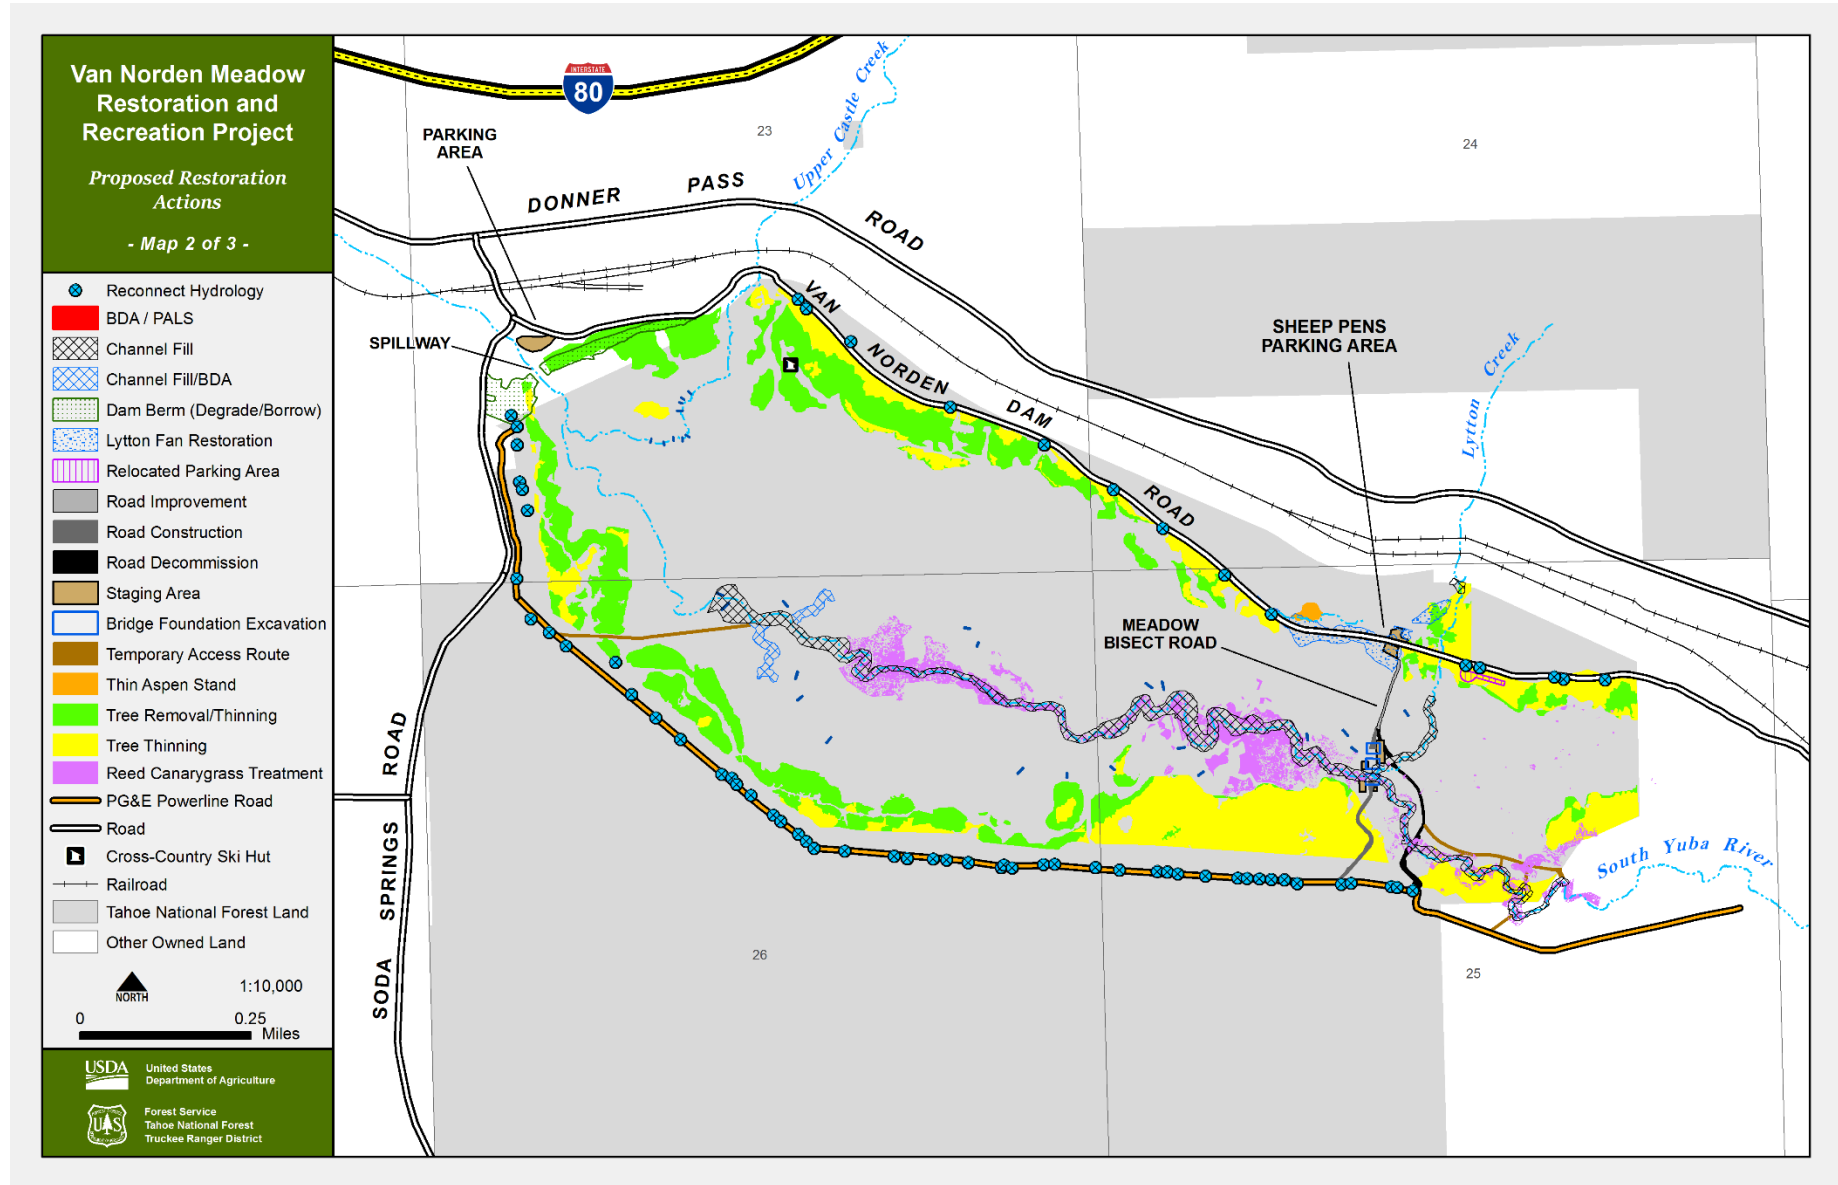 Van Norden Meadow
Restoration and
Recreation Project
Proposed Restoration
Actions
- Map 2 of 3 -
Reconnect Hydrology
BDA / PALS
Channel Fill
Channel Fill/BDA
Dam Berm (Degrade/Borrow)
Lytton Fan Restoration
Relocated Parking Area
Road Improvement
Road Construction
Road Decommission
Staging Area
Bridge Foundation Excavation
Temporary Access Route
Thin Aspen Stand
Tree Removal/Thinning
Tree Thinning
Reed Canarygrass Treatment
PG&E Powerline Road
Road
Cross-Country Ski Hut
Railroad
Tahoe National Forest Land
Other Owned Land
NORTH
1:10,000
0 0.25
Miles
USDA
United States
Department of Agriculture
FOREST SERVICE
U S
Forest Service
Tahoe National Forest
Truckee Ranger District
INTERSTATE
80
PARKING
AREA
23
Upper Castle Creek
24
DONNER PASS ROAD
SPILLWAY
VAN NORDEN DAM ROAD
SHEEP PENS
PARKING AREA
Lytton Creek
MEADOW
BISECT ROAD
SODA SPRINGS ROAD
South Yuba River
26
25